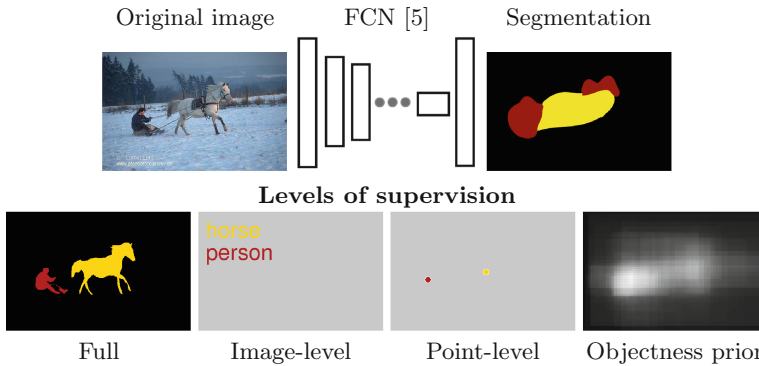 Original image
FCN [5]
Segmentation
Levels of supervision
horse
person
Full
Image-level
Point-level
Objectness prior